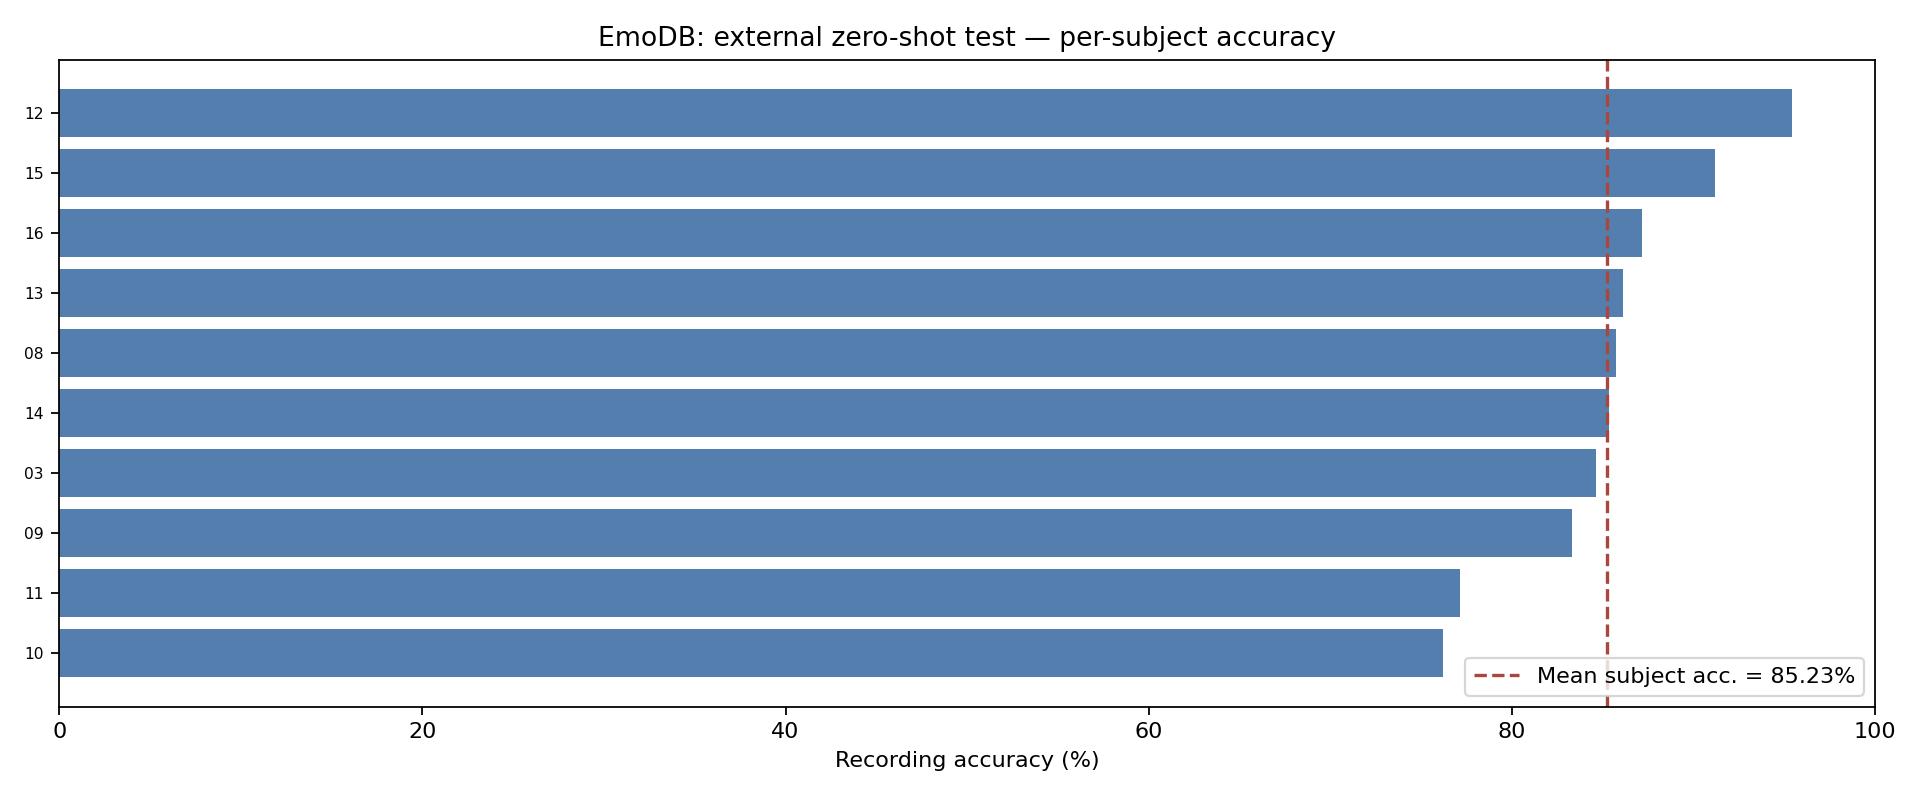 EmoDB: external zero-shot test — per-subject accuracy
12
15
16
13
08
14
03
09
11
10
Mean subject acc. = 85.23%
0 20 40 60 80 100
Recording accuracy (%)